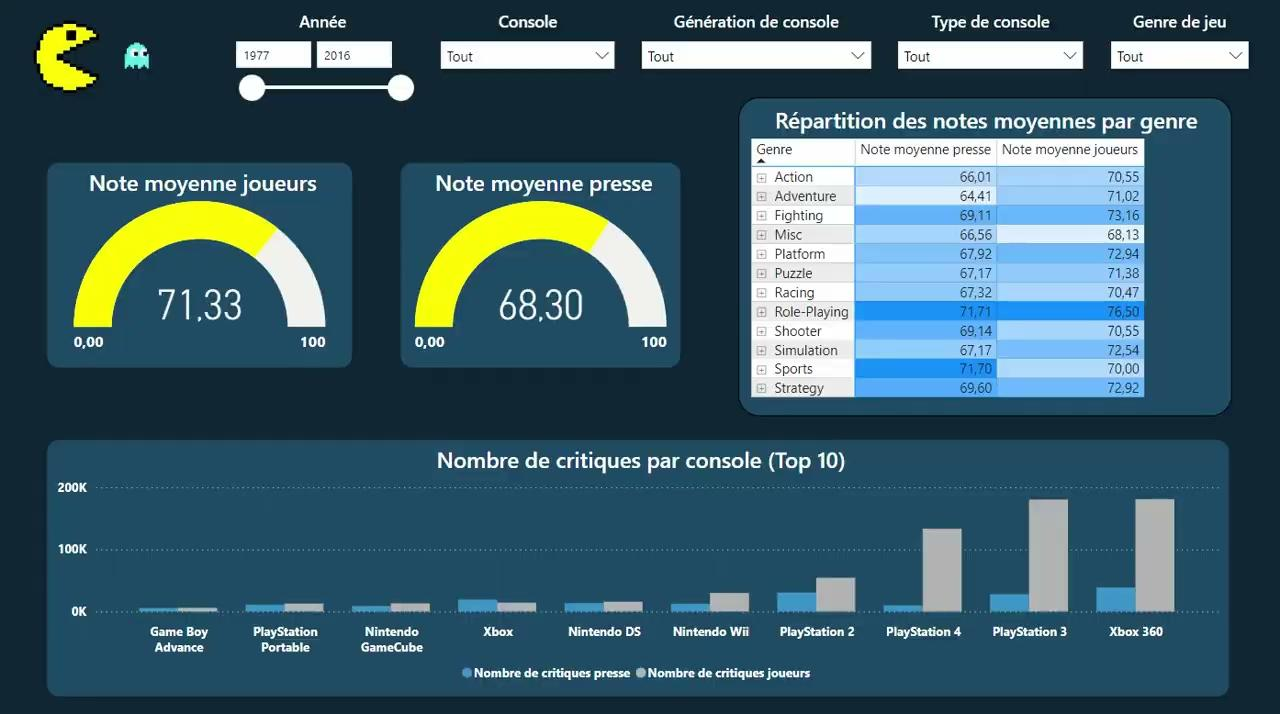 Année
Console
Génération de console
Type de console
Genre de jeu
1977
2016
Tout
Tout
Tout
Tout
Répartition des notes moyennes par genre
Genre Note moyenne presse Note moyenne joueurs
Action 66,01 70,55
Adventure 64,41 71,02
Fighting 69,11 73,16
Misc 66,56 68,13
Platform 67,92 72,94
Puzzle 67,17 71,38
Racing 67,32 70,47
Role-Playing 71,71 76,50
Shooter 69,14 70,55
Simulation 67,17 72,54
Sports 71,70 70,00
Strategy 69,60 72,92
Note moyenne joueurs
71,33
0,00 100
Note moyenne presse
68,30
0,00 100
Nombre de critiques par console (Top 10)
200K
100K
0K
Game Boy
Advance
PlayStation
Portable
Nintendo
GameCube
Xbox
Nintendo DS
Nintendo Wii
PlayStation 2
PlayStation 4
PlayStation 3
Xbox 360
Nombre de critiques presse Nombre de critiques joueurs